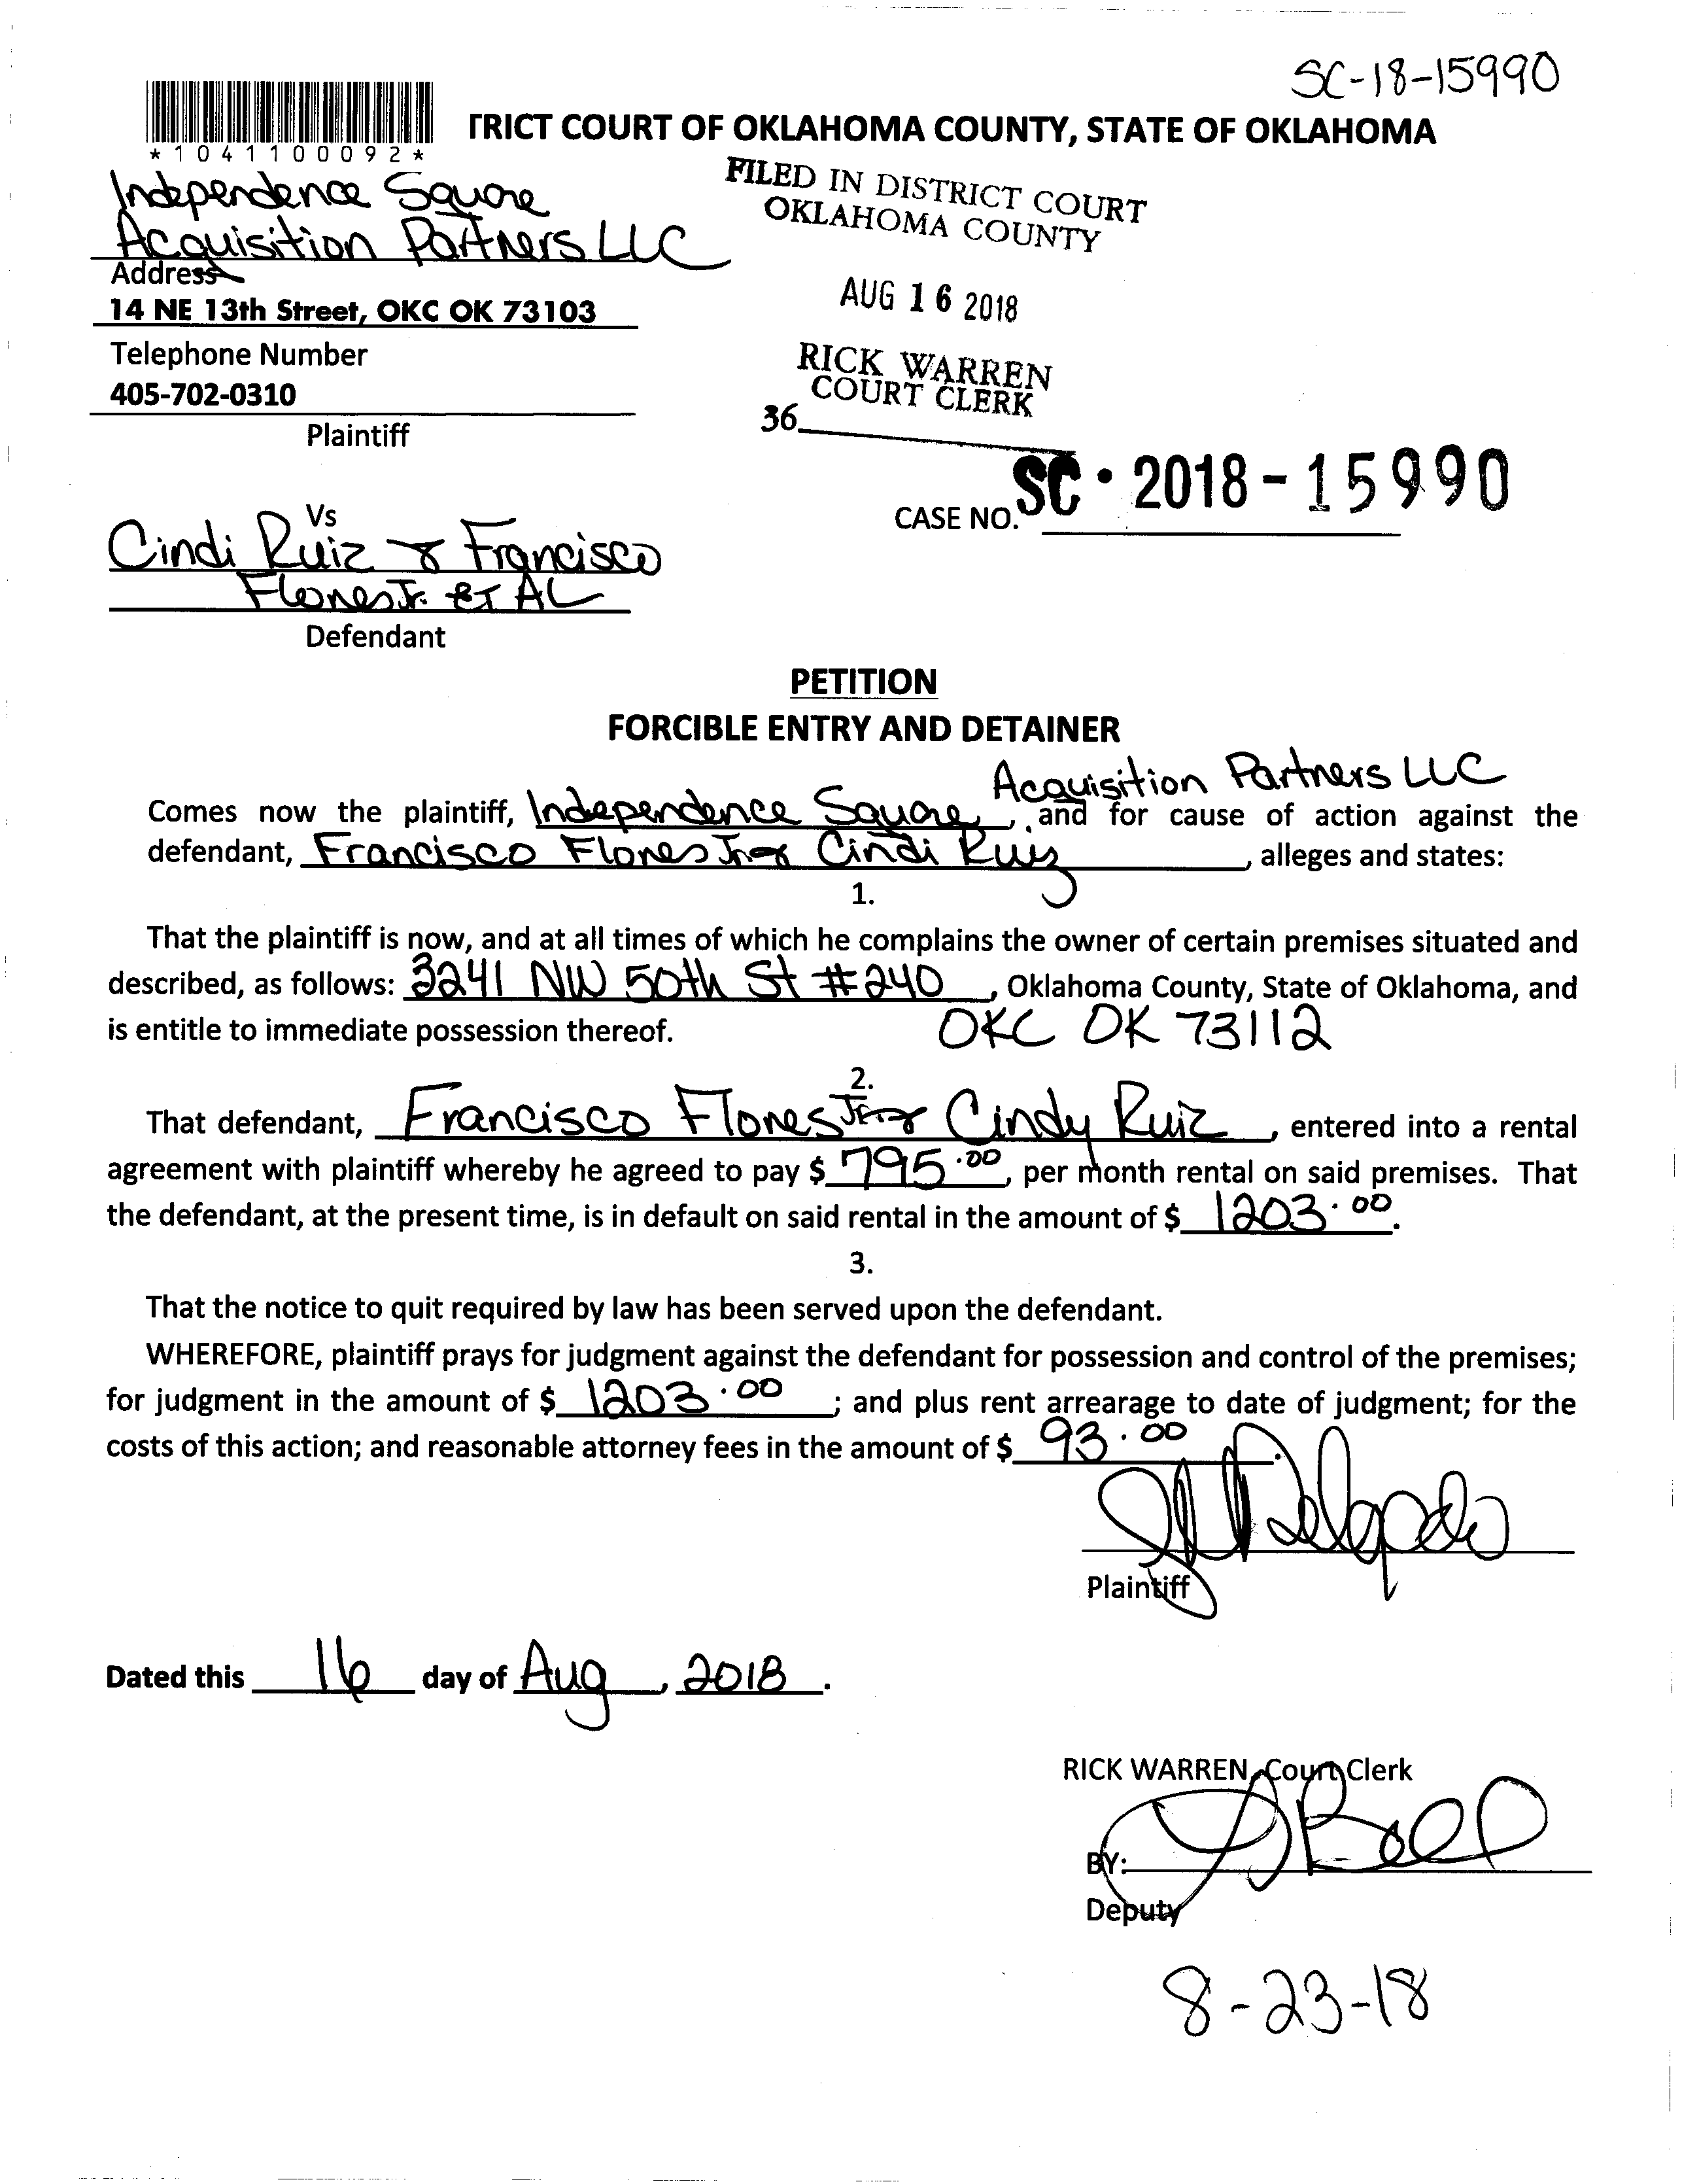 SC-18-15990
*1041100092*
TRICT COURT OF OKLAHOMA COUNTY, STATE OF OKLAHOMA
Independence Square
Acquisition Partners LLC
Address
14 NE 13th Street, OKC OK 73103
Telephone Number
405-702-0310
Plaintiff
FILED IN DISTRICT COURT
OKLAHOMA COUNTY
AUG 16 2018
RICK WARREN
COURT CLERK
36
CASE NO. SC • 2018 - 15990
Vs
Cindi Ruiz & Francisco
Flores Jr. ET AL
Defendant
PETITION
FORCIBLE ENTRY AND DETAINER
Acquisition Partners LLC
Comes now the plaintiff, Independence Square, and for cause of action against the
defendant, Francisco Flores Jr & Cindi Ruiz, alleges and states:
1.
That the plaintiff is now, and at all times of which he complains the owner of certain premises situated and
described, as follows: 3241 NW 50th St #240, Oklahoma County, State of Oklahoma, and
is entitle to immediate possession thereof. OKC OK 73112
2.
That defendant, Francisco Flores Jr & Cindy Ruiz, entered into a rental
agreement with plaintiff whereby he agreed to pay $ 795.00, per month rental on said premises. That
the defendant, at the present time, is in default on said rental in the amount of $ 1203.00.
3.
That the notice to quit required by law has been served upon the defendant.
WHEREFORE, plaintiff prays for judgment against the defendant for possession and control of the premises;
for judgment in the amount of $ 1203.00; and plus rent arrearage to date of judgment; for the
costs of this action; and reasonable attorney fees in the amount of $ 93.00.
Delgado
Plaintiff
Dated this 16 day of Aug, 2018.
RICK WARREN, Court Clerk
BY:
Deputy
8-23-18